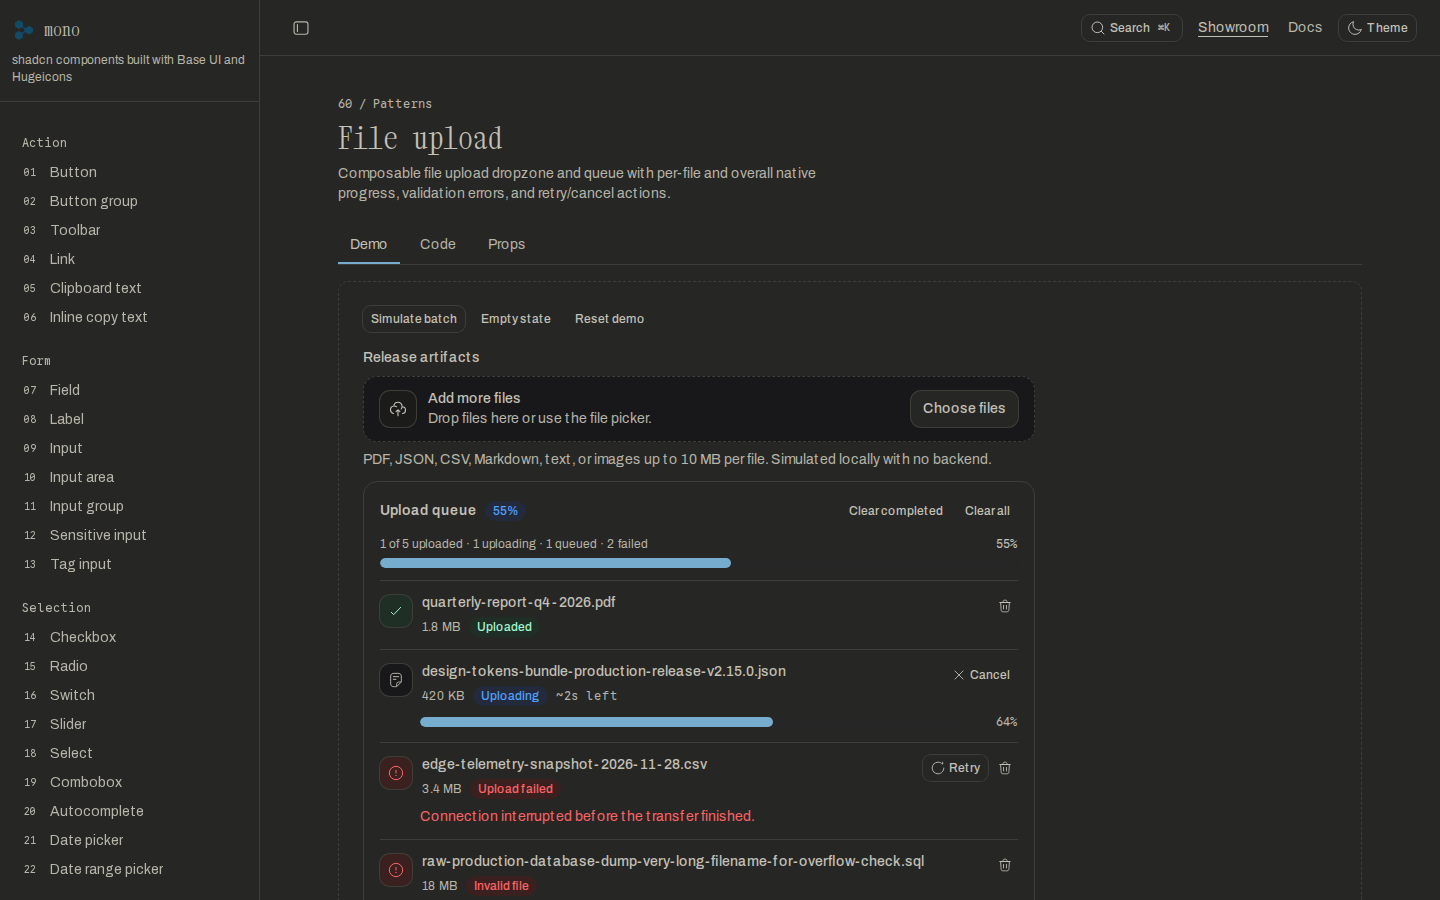 mono
shadcn components built with Base UI and
Hugeicons
Action
01 Button
02 Button group
03 Toolbar
04 Link
05 Clipboard text
06 Inline copy text
Form
07 Field
08 Label
09 Input
10 Input area
11 Input group
12 Sensitive input
13 Tag input
Selection
14 Checkbox
15 Radio
16 Switch
17 Slider
18 Select
19 Combobox
20 Autocomplete
21 Date picker
22 Date range picker
Search ⌘K
Showroom
Docs
Theme
60 / Patterns
File upload
Composable file upload dropzone and queue with per-file and overall native
progress, validation errors, and retry/cancel actions.
Demo Code Props
Simulate batch Empty state Reset demo
Release artifacts
Add more files
Drop files here or use the file picker.
Choose files
PDF, JSON, CSV, Markdown, text, or images up to 10 MB per file. Simulated locally with no backend.
Upload queue 55% Clear completed Clear all
1 of 5 uploaded · 1 uploading · 1 queued · 2 failed 55%
quarterly-report-q4-2026.pdf
1.8 MB Uploaded
design-tokens-bundle-production-release-v2.15.0.json Cancel
420 KB Uploading ~2s left
64%
edge-telemetry-snapshot-2026-11-28.csv Retry
3.4 MB Upload failed
Connection interrupted before the transfer finished.
raw-production-database-dump-very-long-filename-for-overflow-check.sql
18 MB Invalid file